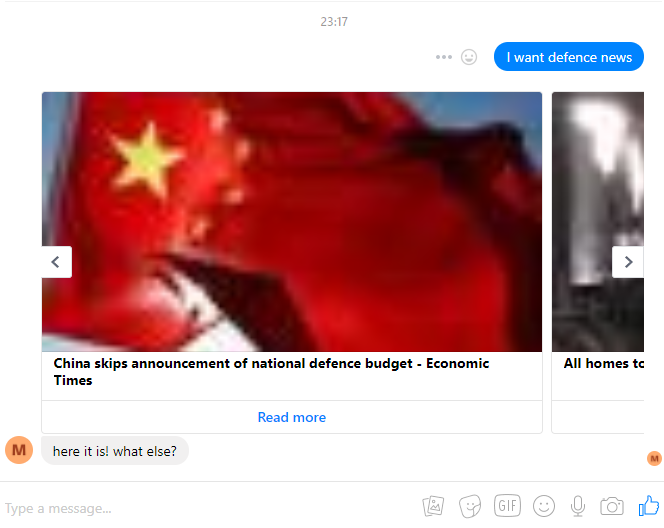 23:17
I want defence news
China skips announcement of national defence budget - Economic
Times
All homes to
Read more
M
here it is! what else?
M
Type a message...
GIF